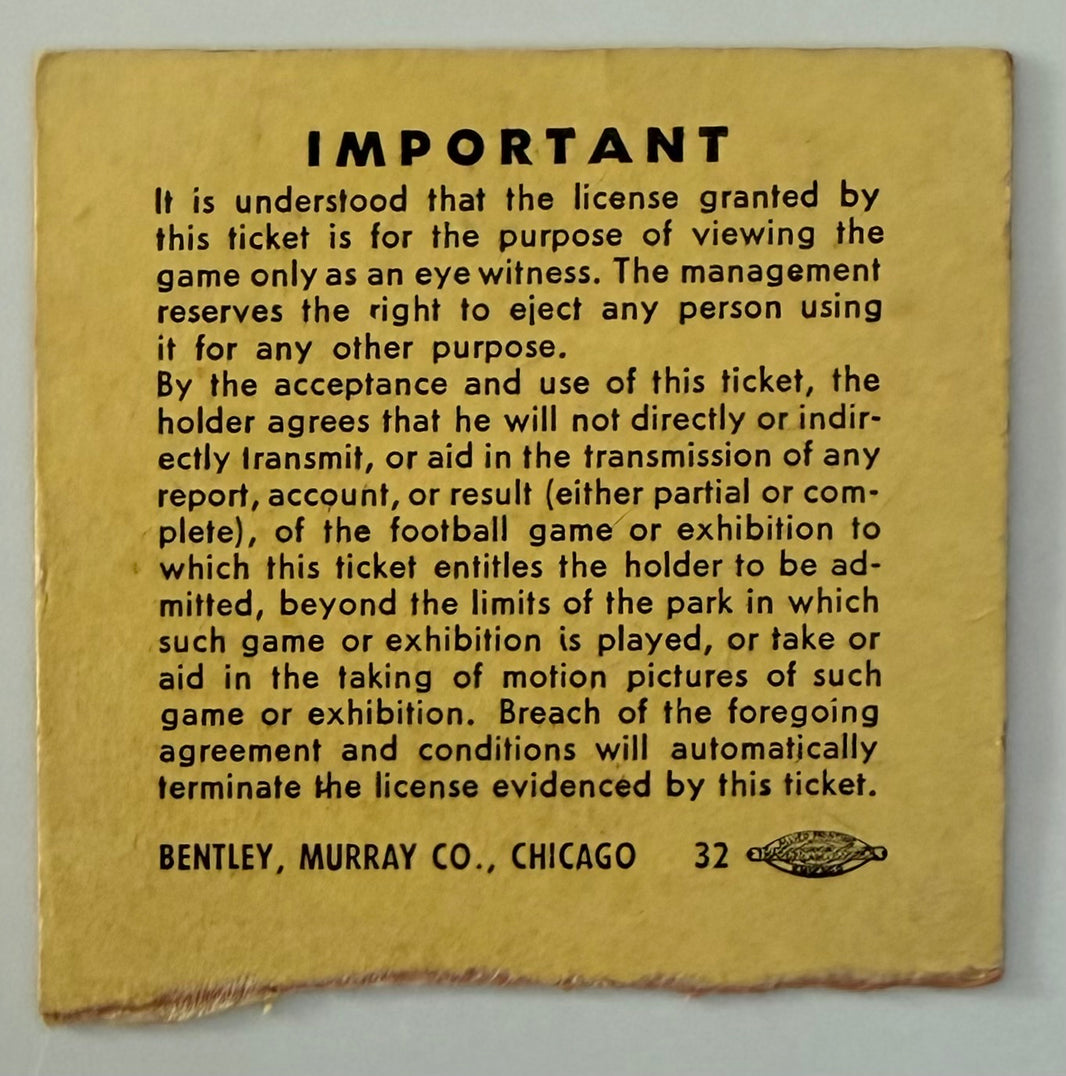 IMPORTANT
It is understood that the license granted by
this ticket is for the purpose of viewing the
game only as an eye witness. The management
reserves the right to eject any person using
it for any other purpose.
By the acceptance and use of this ticket, the
holder agrees that he will not directly or indir-
ectly transmit, or aid in the transmission of any
report, account, or result (either partial or com-
plete), of the football game or exhibition to
which this ticket entitles the holder to be ad-
mitted, beyond the limits of the park in which
such game or exhibition is played, or take or
aid in the taking of motion pictures of such
game or exhibition. Breach of the foregoing
agreement and conditions will automatically
terminate the license evidenced by this ticket.
BENTLEY, MURRAY CO., CHICAGO 32